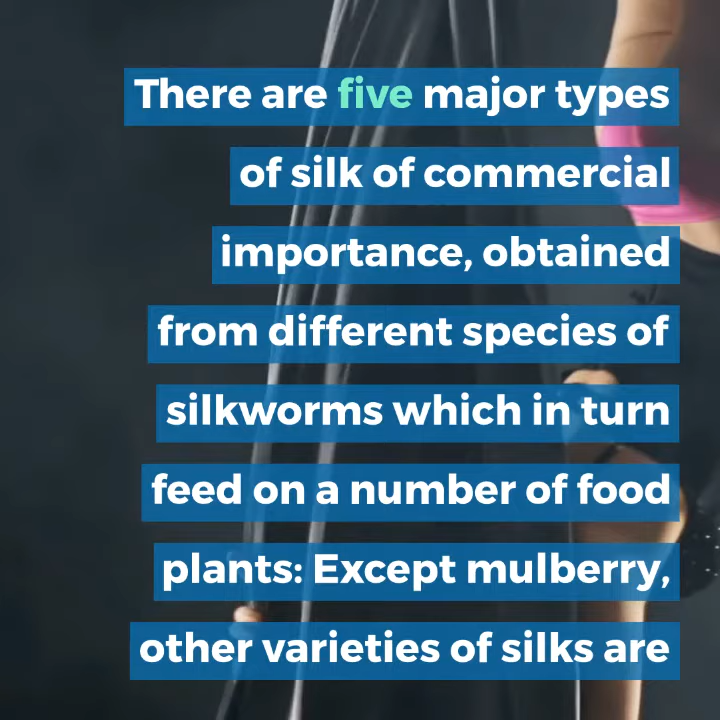 There are five major types
of silk of commercial
importance, obtained
from different species of
silkworms which in turn
feed on a number of food
plants: Except mulberry,
other varieties of silks are